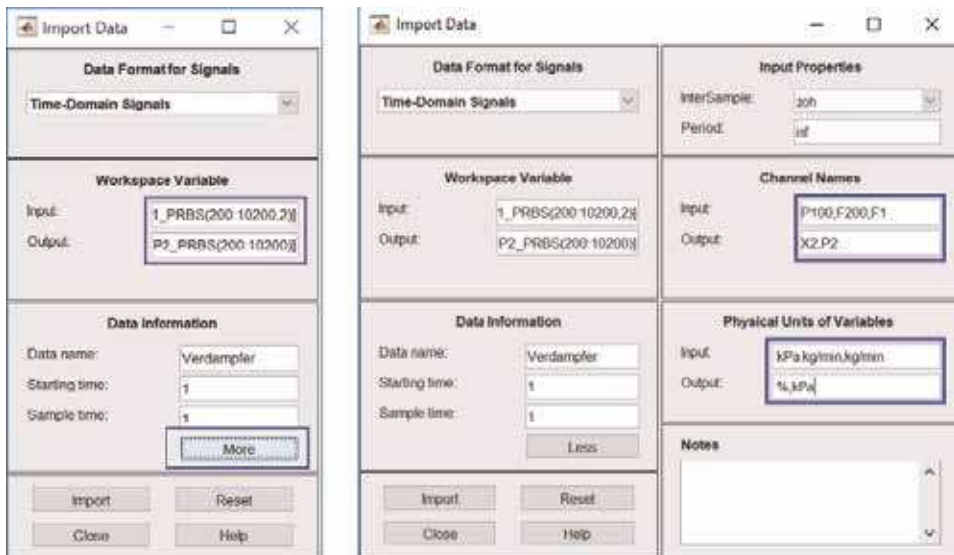 Import Data
Data Format for Signals
Time-Domain Signals
Workspace Variable
Input: 1_PRBS(200:10200,2)]
Output: P2_PRBS(200:10200)]
Data Information
Data name: Verdampfer
Starting time: 1
Sample time: 1
More
Import Reset
Close Help
Import Data
Data Format for Signals
Time-Domain Signals
Workspace Variable
Input: 1_PRBS(200:10200,2)]
Output: P2_PRBS(200:10200)]
Data Information
Data name: Verdampfer
Starting time: 1
Sample time: 1
Less
Import Reset
Close Help
Input Properties
InterSample: zoh
Period: inf
Channel Names
Input: P100,F200,F1
Output: X2,P2
Physical Units of Variables
Input: kPa,kg/min,kg/min
Output: %,kPa
Notes